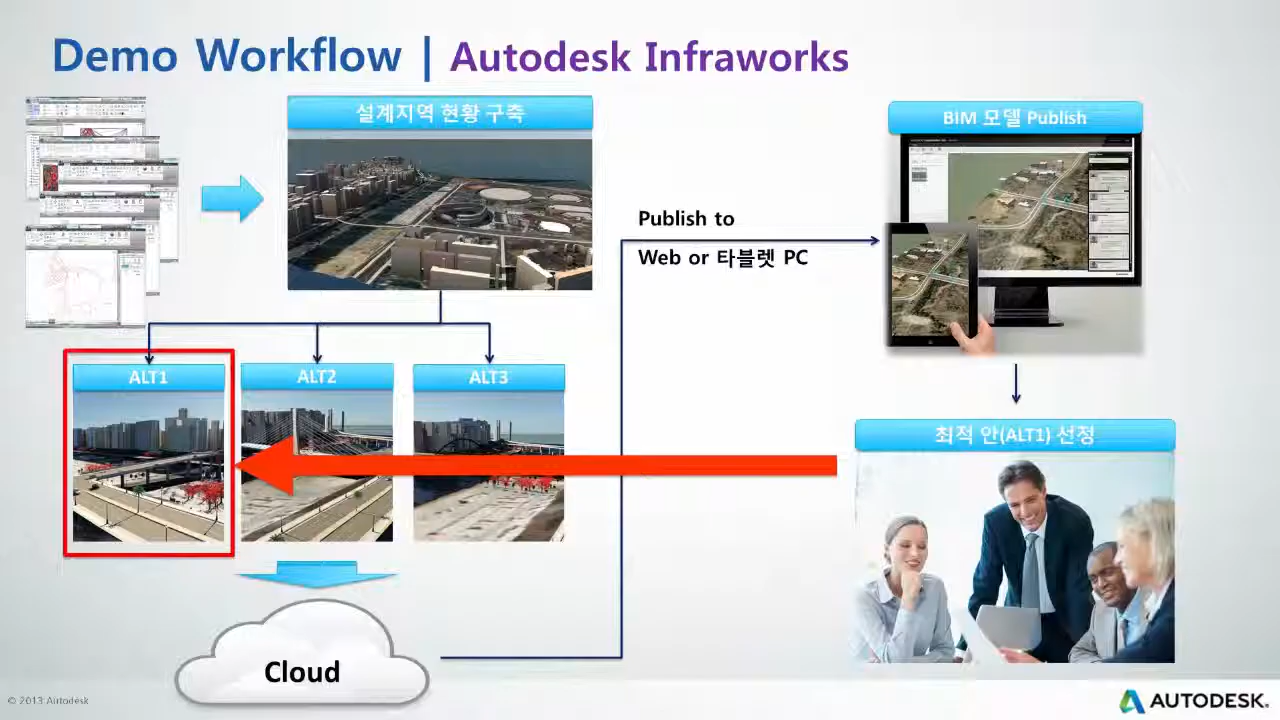 Demo Workflow | Autodesk Infraworks
설계지역 현황 구축
BIM 모델 Publish
Publish to
Web or 타블렛 PC
ALT1
ALT2
ALT3
최적 안(ALT1) 선정
Cloud
© 2013 Autodesk
AUTODESK.